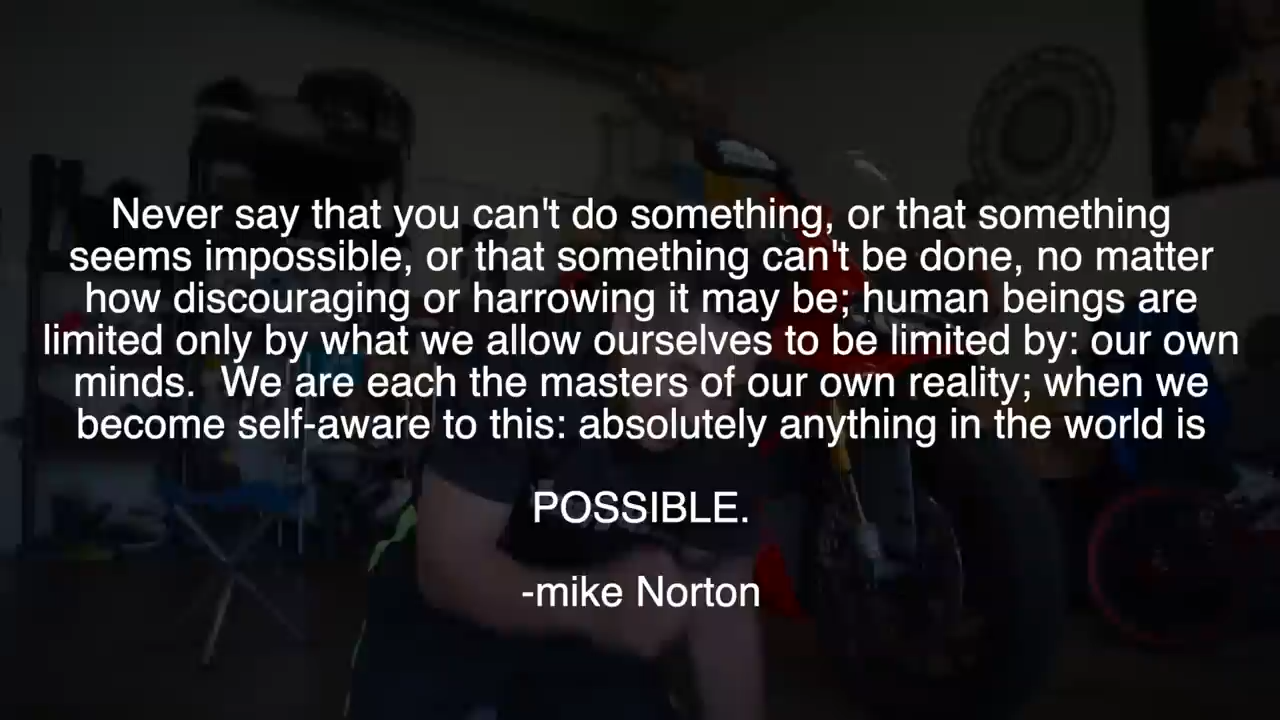 Never say that you can't do something, or that something
seems impossible, or that something can't be done, no matter
how discouraging or harrowing it may be; human beings are
limited only by what we allow ourselves to be limited by: our own
minds.  We are each the masters of our own reality; when we
become self-aware to this: absolutely anything in the world is
POSSIBLE.
-mike Norton